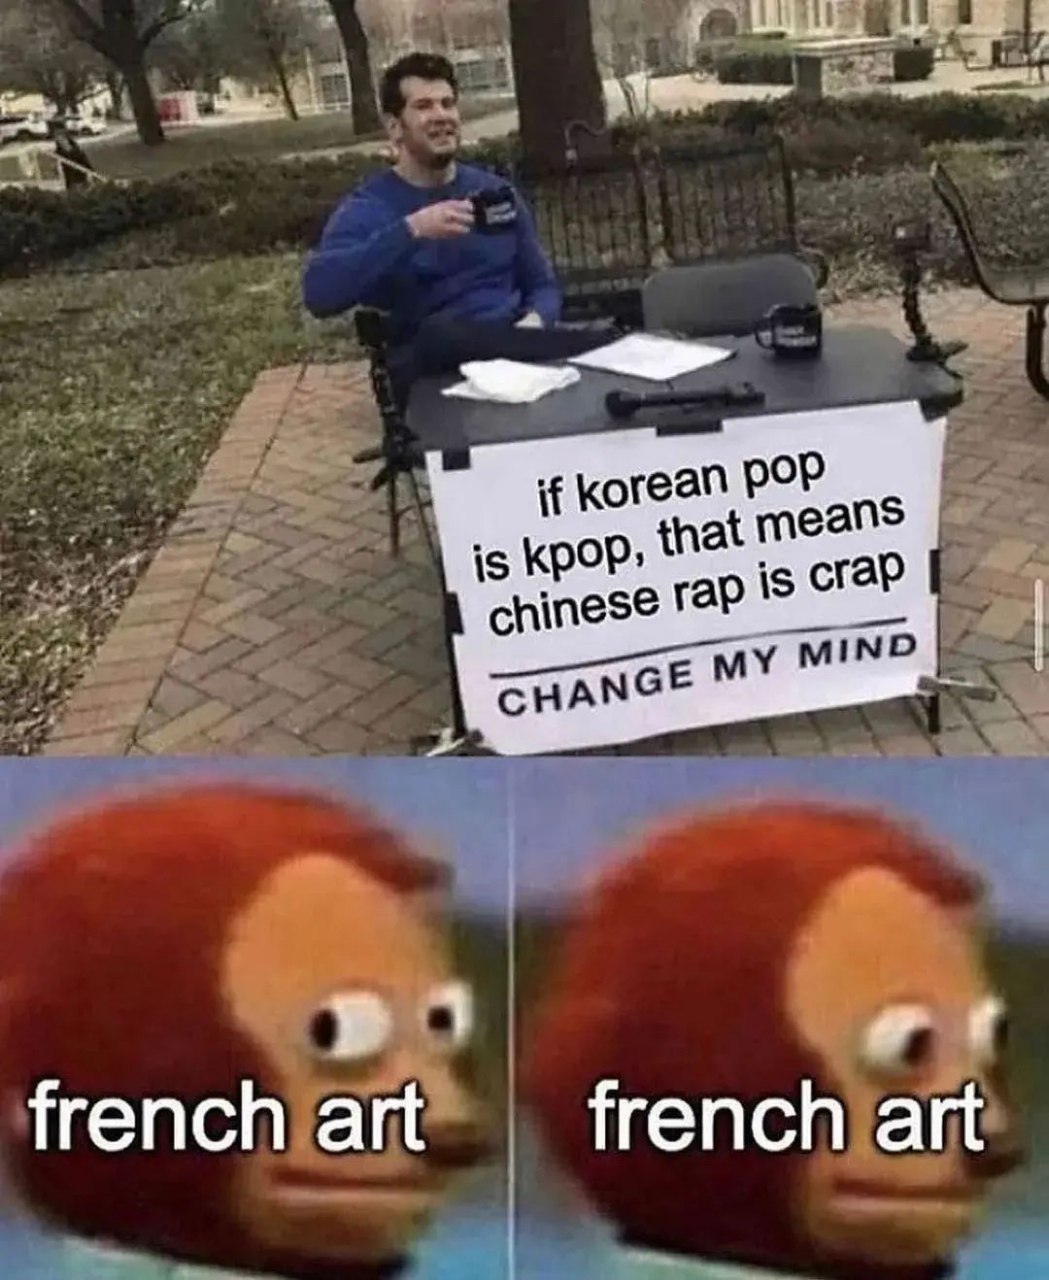 if korean pop
is kpop, that means
chinese rap is crap
CHANGE MY MIND
french art
french art